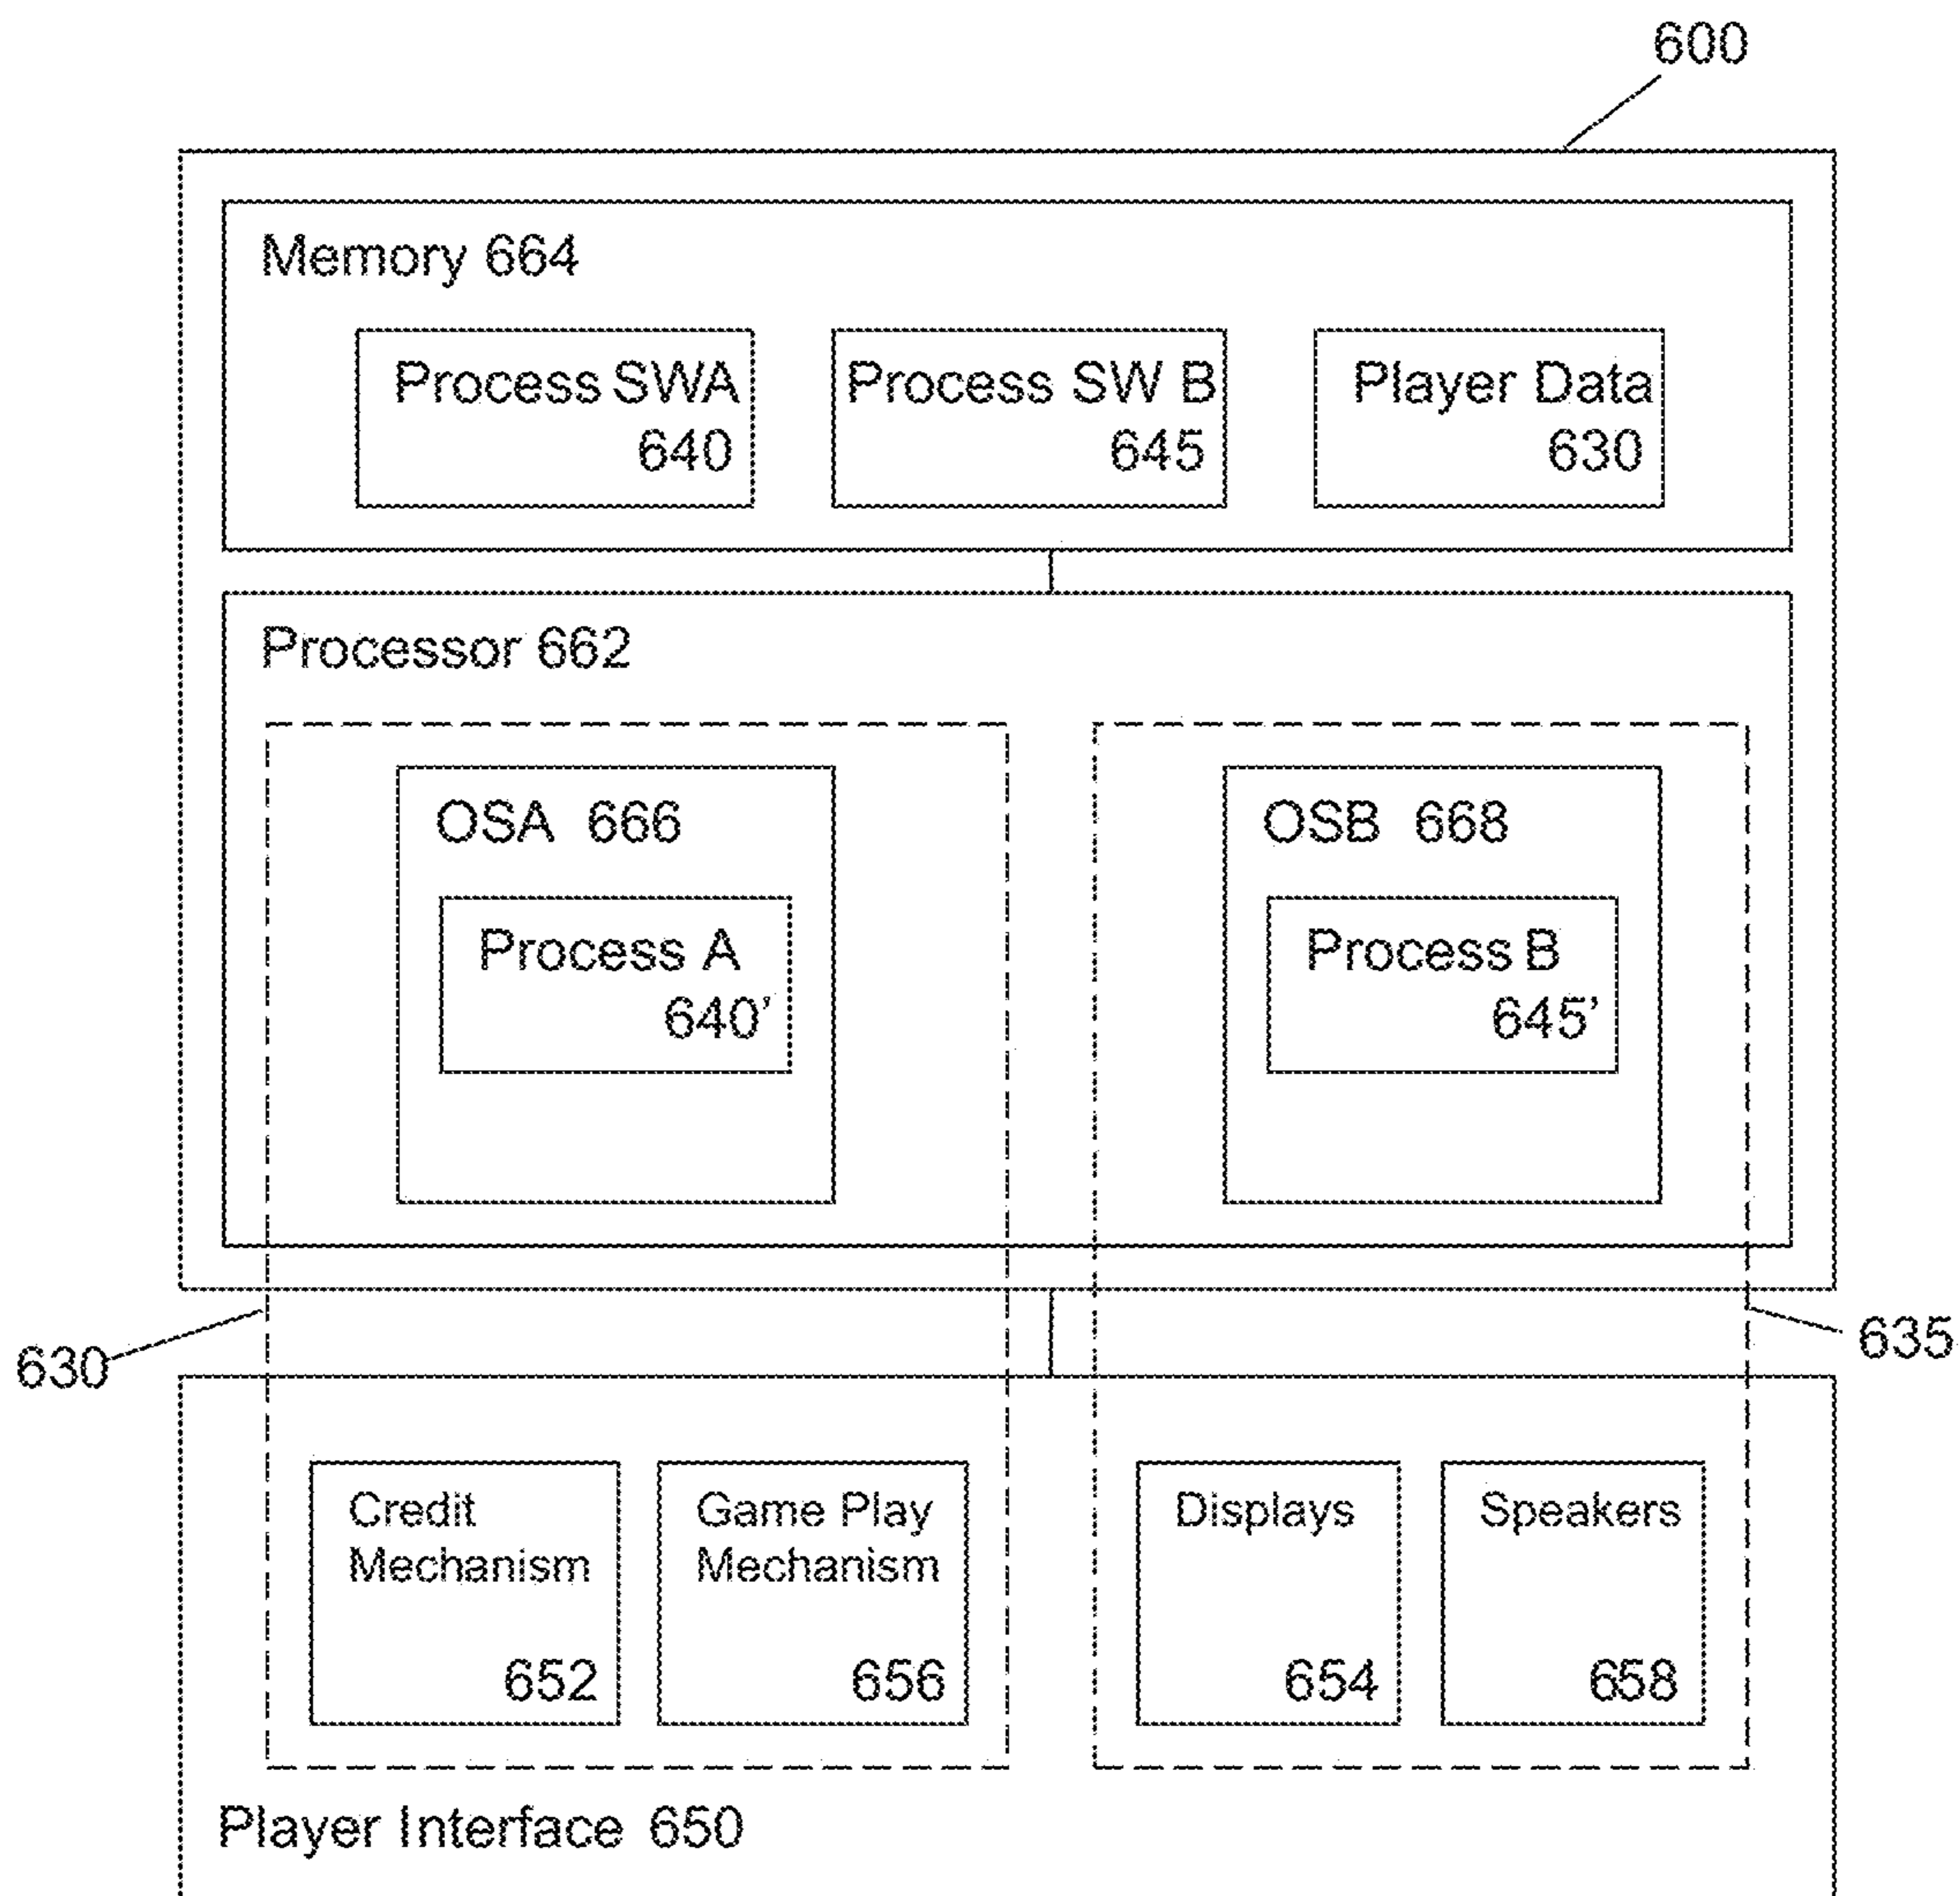 600
Memory 664
Process SWA
640
Process SW B
645
Player Data
630
Processor 662
OSA 666
Process A
640’
OSB 668
Process B
645’
630
635
Credit
Mechanism
652
Game Play
Mechanism
656
Displays
654
Speakers
658
Player Interface 650